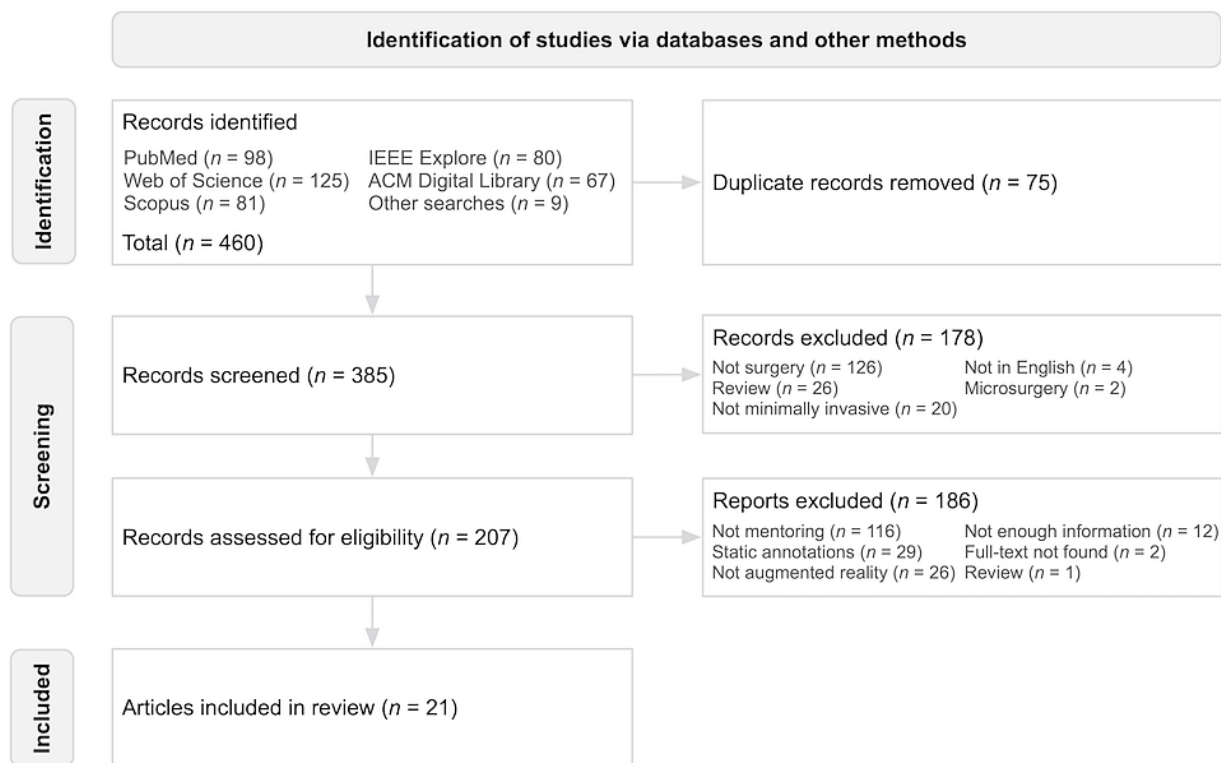 Identification of studies via databases and other methods
Identification
Records identified
PubMed (n = 98)
IEEE Explore (n = 80)
Web of Science (n = 125)
ACM Digital Library (n = 67)
Scopus (n = 81)
Other searches (n = 9)
Total (n = 460)
Duplicate records removed (n = 75)
Screening
Records screened (n = 385)
Records excluded (n = 178)
Not surgery (n = 126)
Not in English (n = 4)
Review (n = 26)
Microsurgery (n = 2)
Not minimally invasive (n = 20)
Records assessed for eligibility (n = 207)
Reports excluded (n = 186)
Not mentoring (n = 116)
Not enough information (n = 12)
Static annotations (n = 29)
Full-text not found (n = 2)
Not augmented reality (n = 26)
Review (n = 1)
Included
Articles included in review (n = 21)